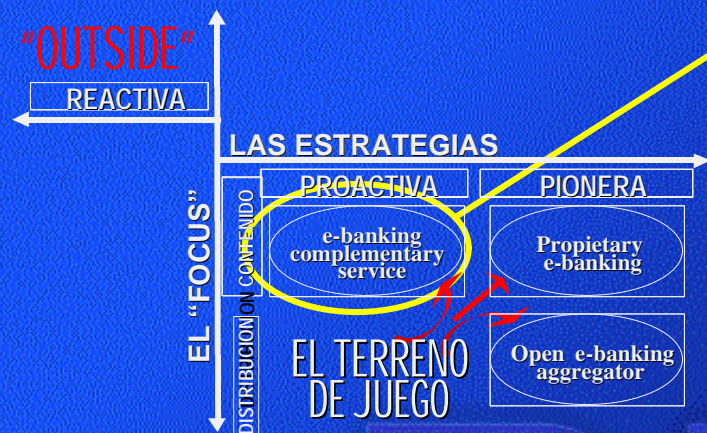 "OUTSIDE"
REACTIVA
LAS ESTRATEGIAS
PROACTIVA
PIONERA
EL "FOCUS"
ON CONTENIDO
e-banking
complementary
service
Propietary
e-banking
DISTRIBUCION
EL TERRENO
DE JUEGO
Open e-banking
aggregator